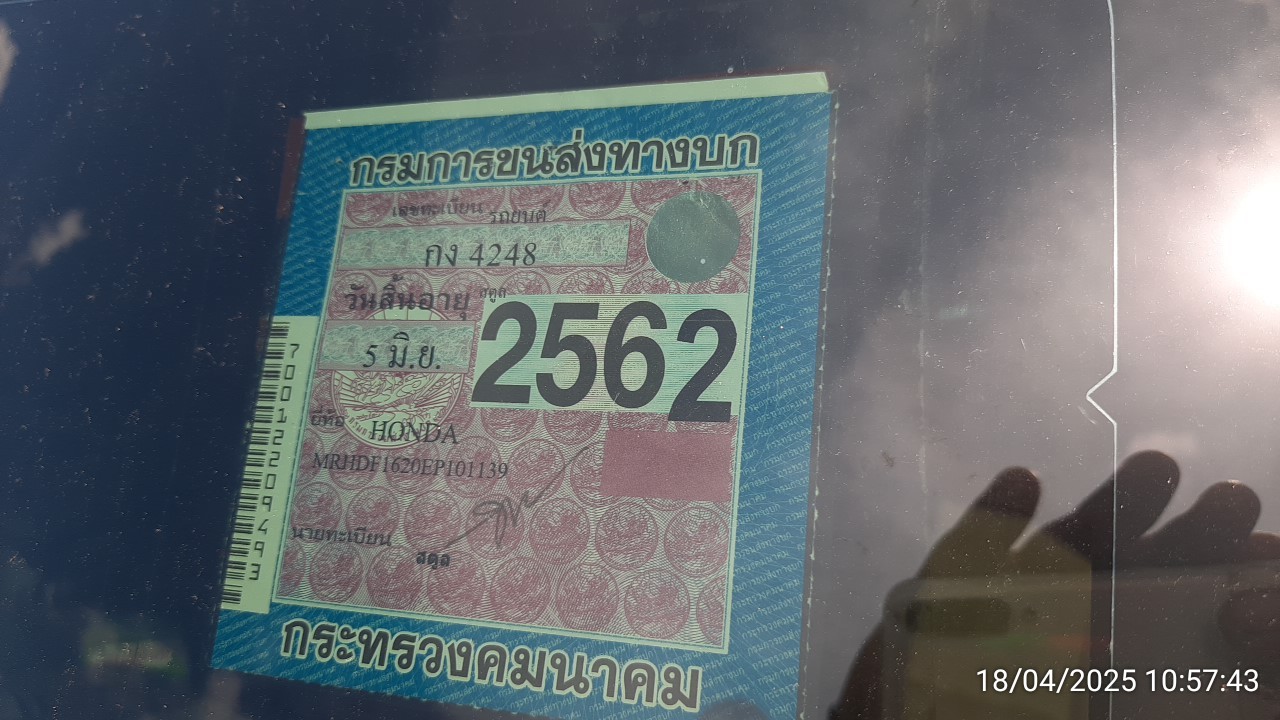 กรมการขนส่งทางบก
เลขทะเบียน รถยนต์
กง 4248
วันสิ้นอายุ สตูล
5 มิ.ย. 2562
ยี่ห้อ HONDA
MRHDF1620EP101139
นายทะเบียน
สตูล
กระทรวงคมนาคม
700122209493
18/04/2025 10:57:43